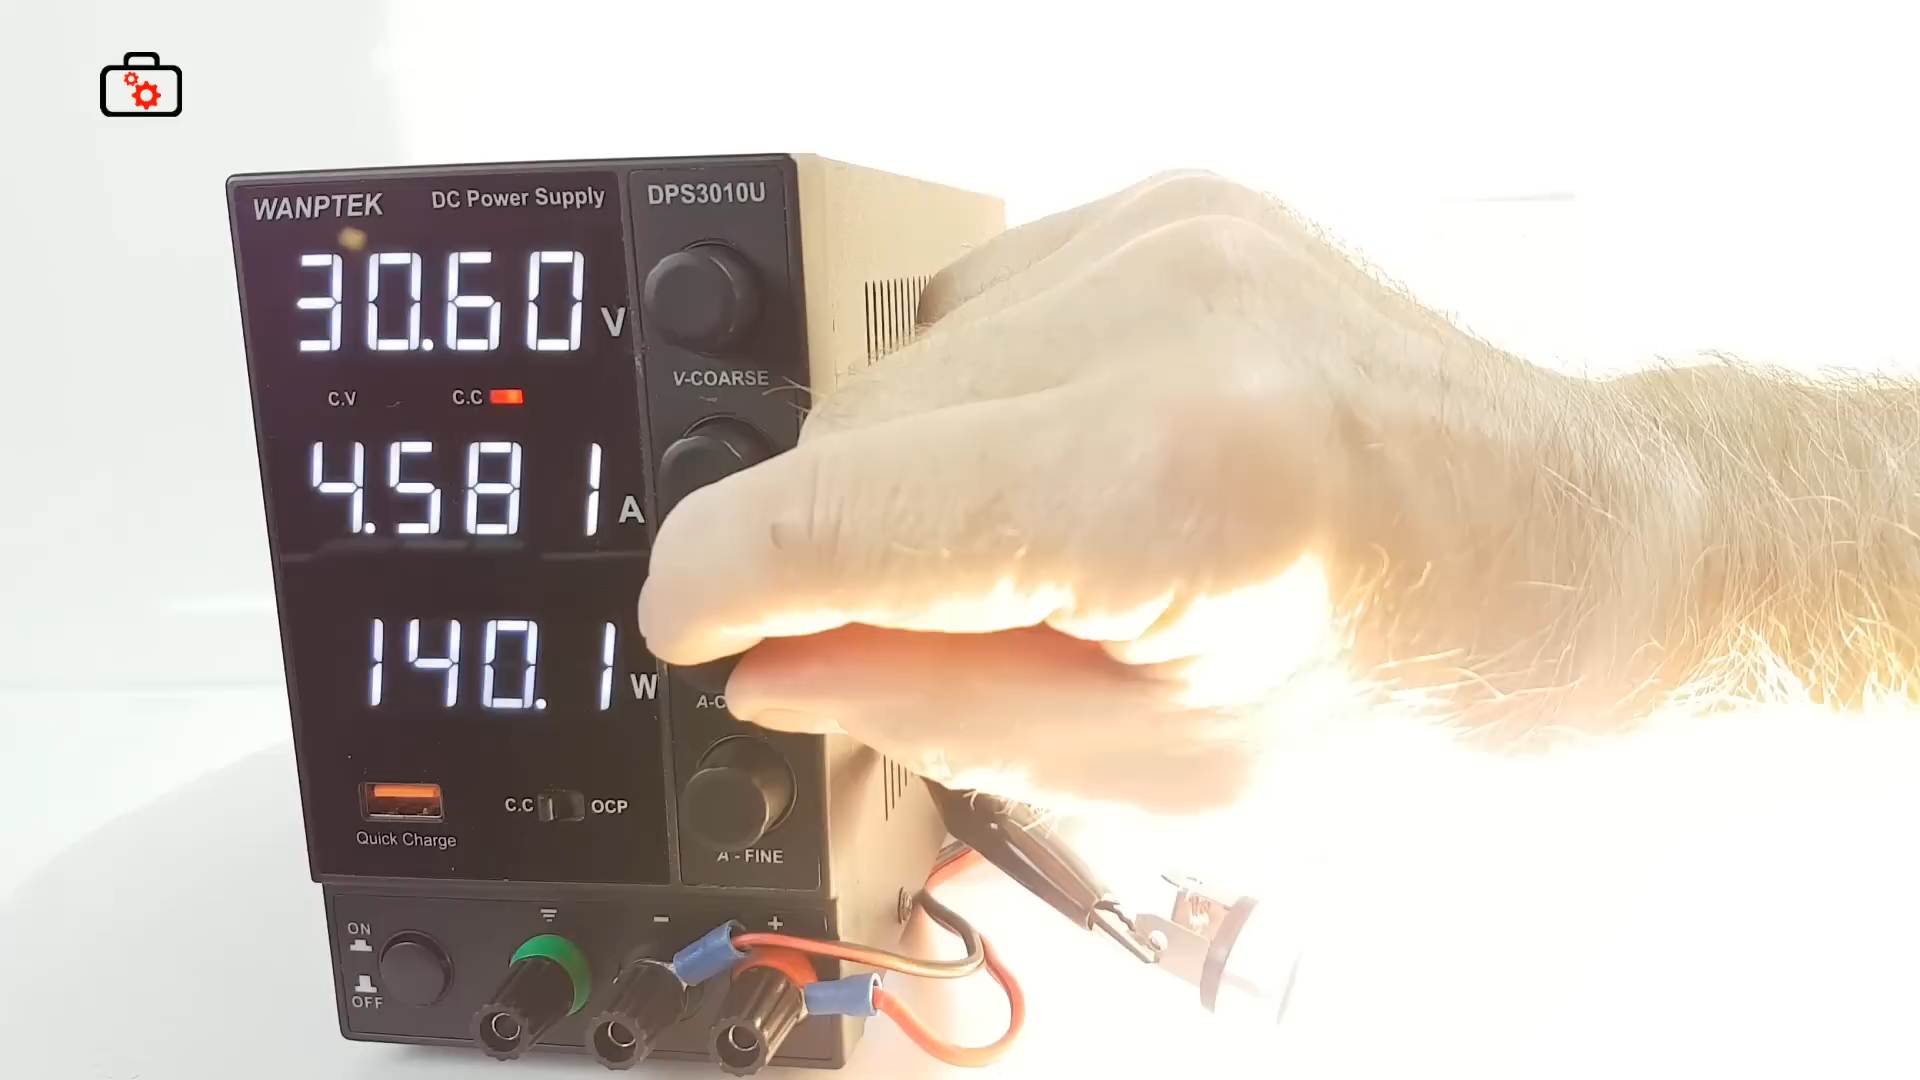 WANPTEK DC Power Supply DPS3010U
30.60 V
V-COARSE
C.V C.C
4.581 A
140.1 W
C.C OCP
Quick Charge
A - FINE
ON
- +
OFF